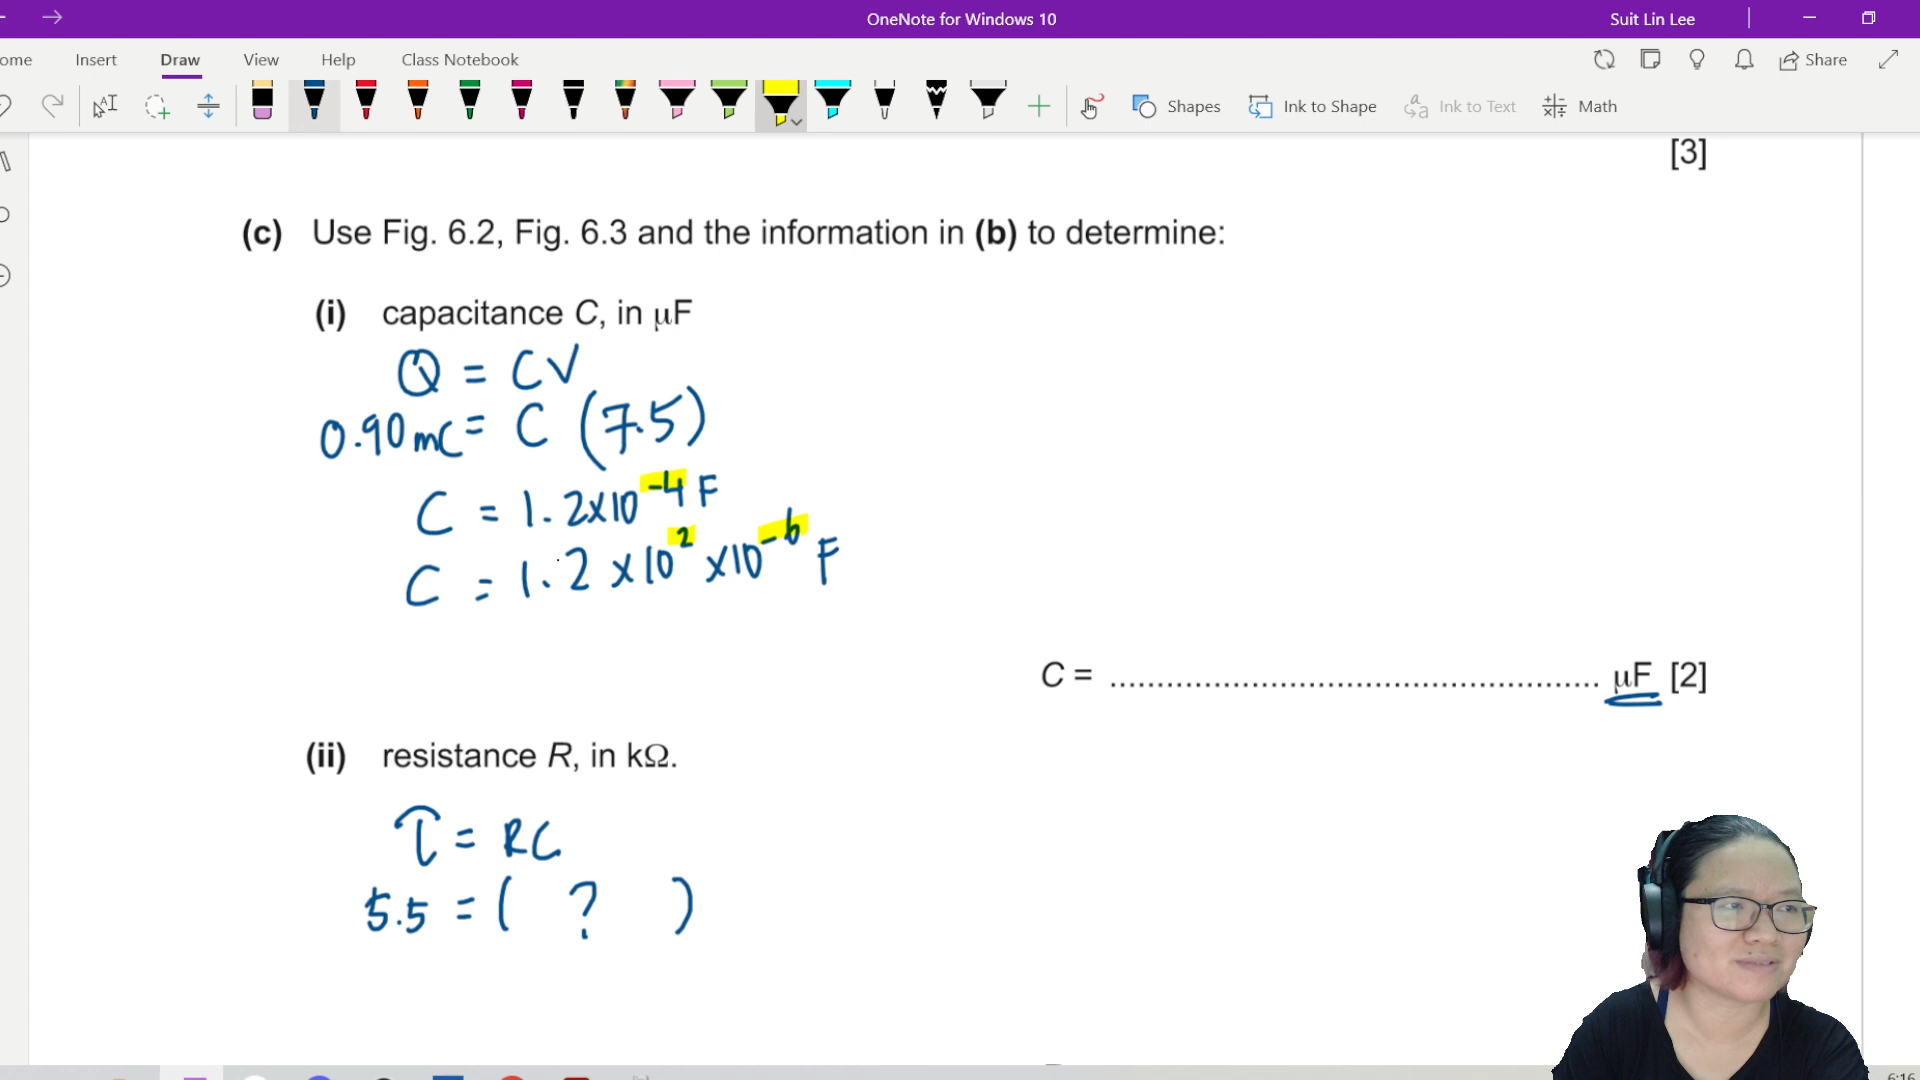 OneNote for Windows 10
Suit Lin Lee
ome Insert Draw View Help Class Notebook
Share
Shapes Ink to Shape Ink to Text Math
[3]
(c) Use Fig. 6.2, Fig. 6.3 and the information in (b) to determine:
(i) capacitance C, in µF
Q = CV
0.90mC = C (7.5)
C = 1.2x10⁻⁴ F
C = 1.2 x10² x10⁻⁶ F
C = .................................................... µF [2]
(ii) resistance R, in kΩ.
τ = RC
5.5 = ( ? )
6:16